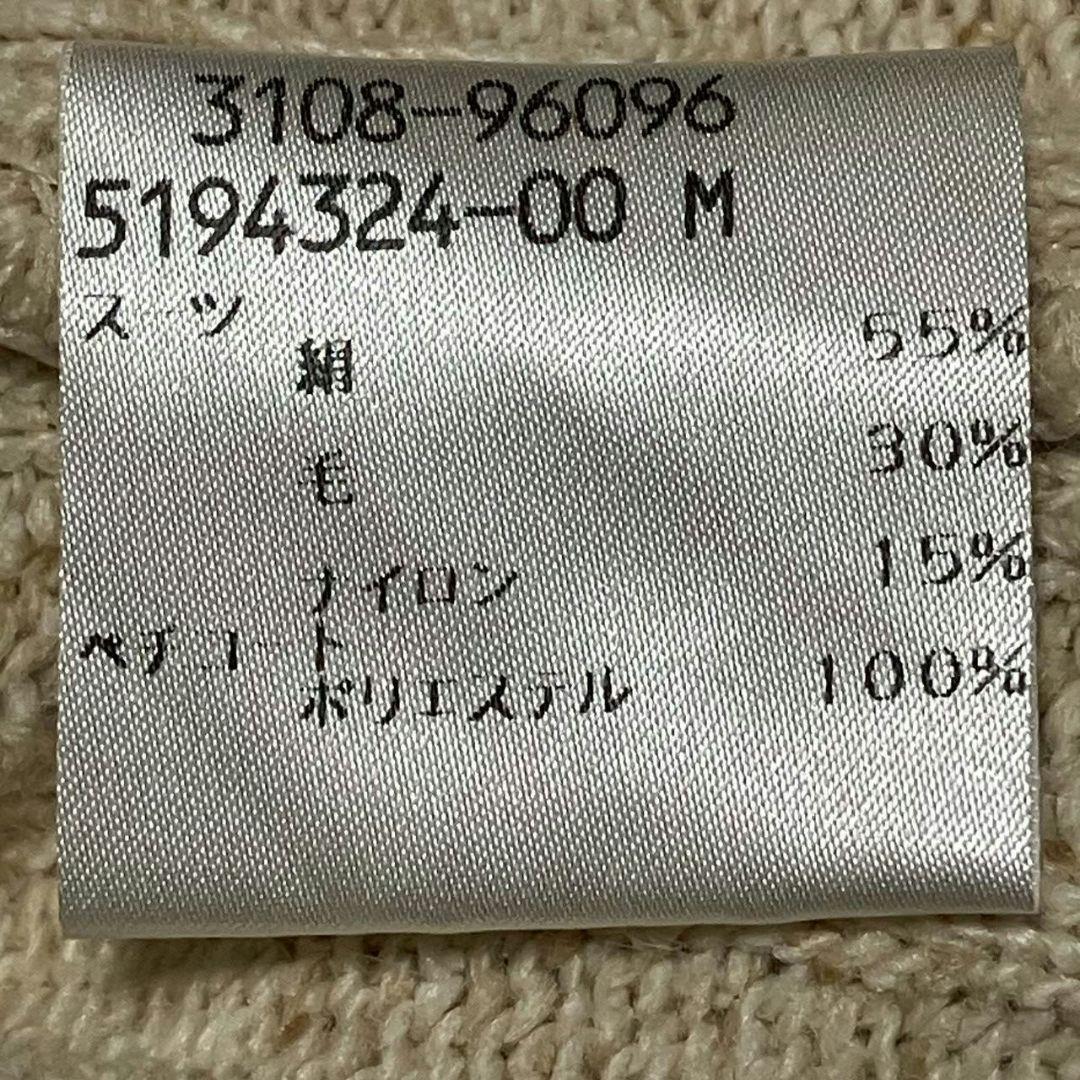 3108-96096
5194324-00 M
スーツ
絹 55%
毛 30%
ナイロン 15%
ペチコート
ポリエステル 100%